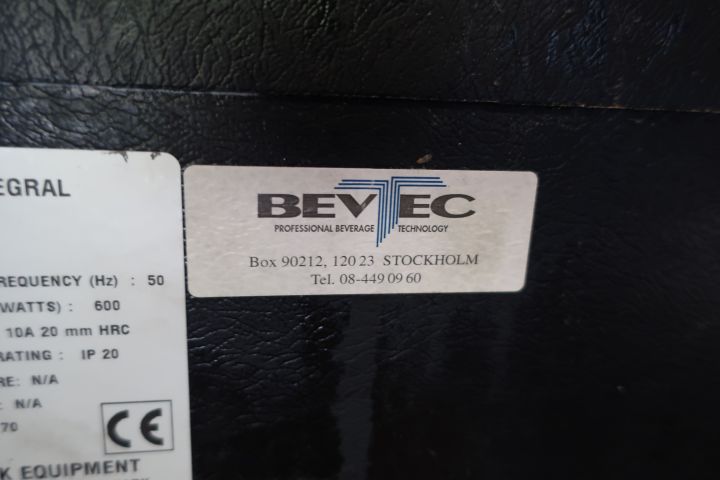 EGRAL
REQUENCY (Hz) : 50
WATTS) : 600
10A 20 mm HRC
RATING : IP 20
RE: N/A
: N/A
70
CE
K EQUIPMENT
BEVTEC
PROFESSIONAL BEVERAGE TECHNOLOGY
Box 90212, 120 23 STOCKHOLM
Tel. 08-449 09 60